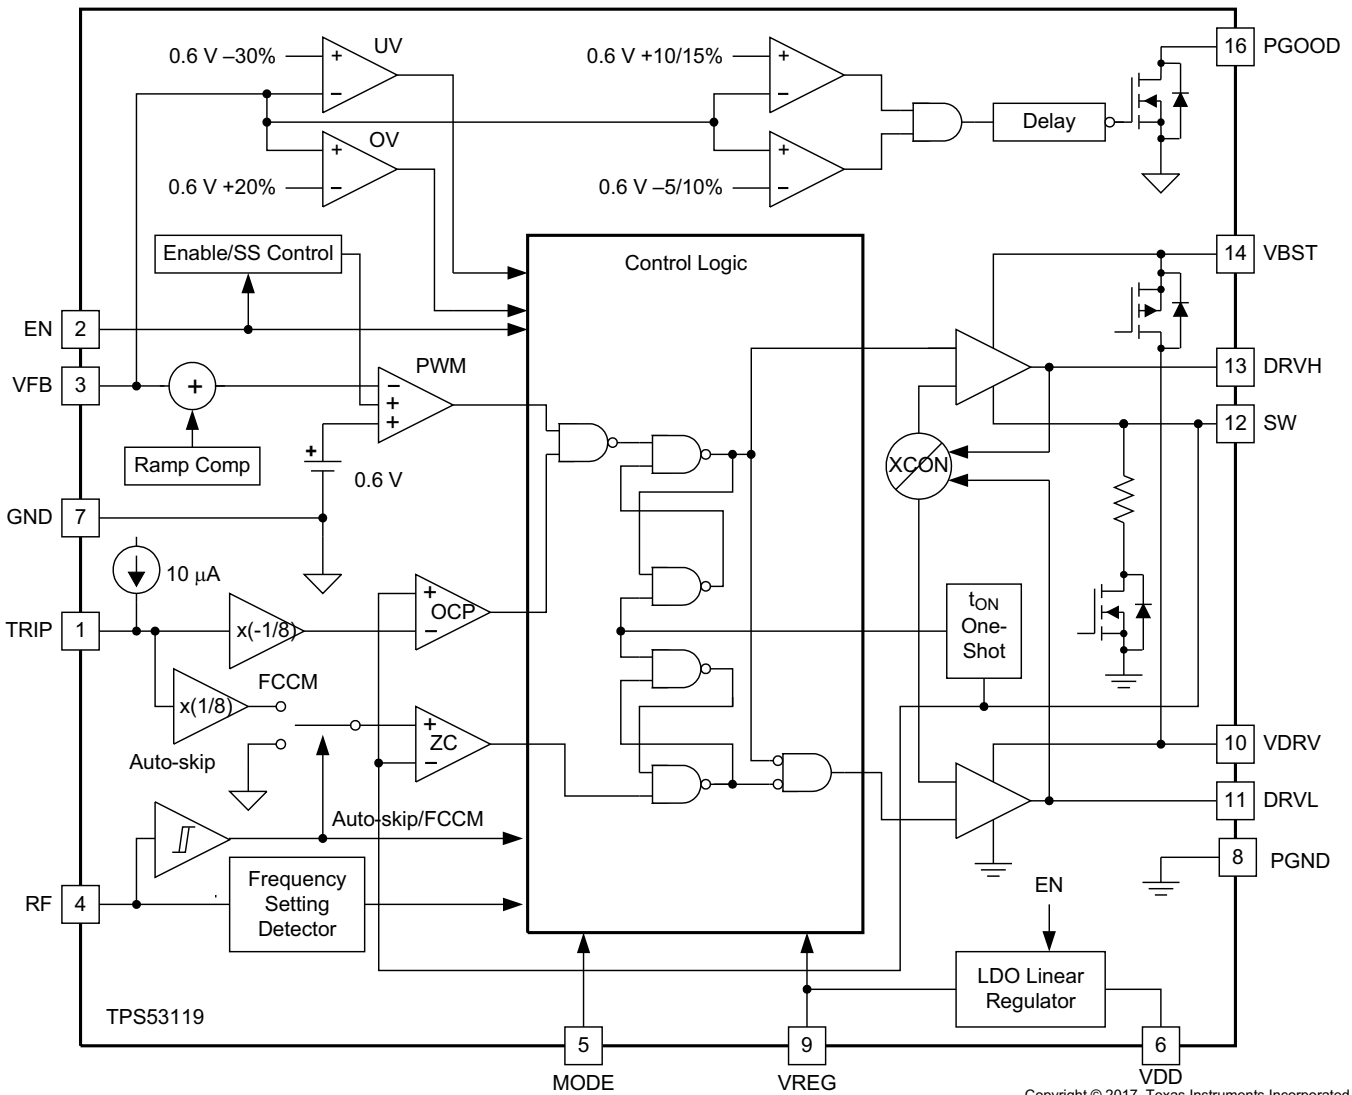 0.6 V –30%
+
–
UV
0.6 V +10/15%
+
–
16
PGOOD
Delay
OV
+
–
0.6 V +20%
+
–
0.6 V –5/10%
Enable/SS Control
Control Logic
14
VBST
EN
2
VFB
3
+
PWM
–
+
+
13
DRVH
12
SW
Ramp Comp
+
0.6 V
XCON
GND
7
10 μA
TRIP
1
x(-1/8)
+
OCP
–
tON
One-
Shot
FCCM
x(1/8)
+
ZC
–
Auto-skip
10
VDRV
11
DRVL
Auto-skip/FCCM
8
PGND
RF
4
Frequency
Setting
Detector
EN
LDO Linear
Regulator
TPS53119
5
MODE
9
VREG
6
VDD
Copyright © 2017, Texas Instruments Incorporated